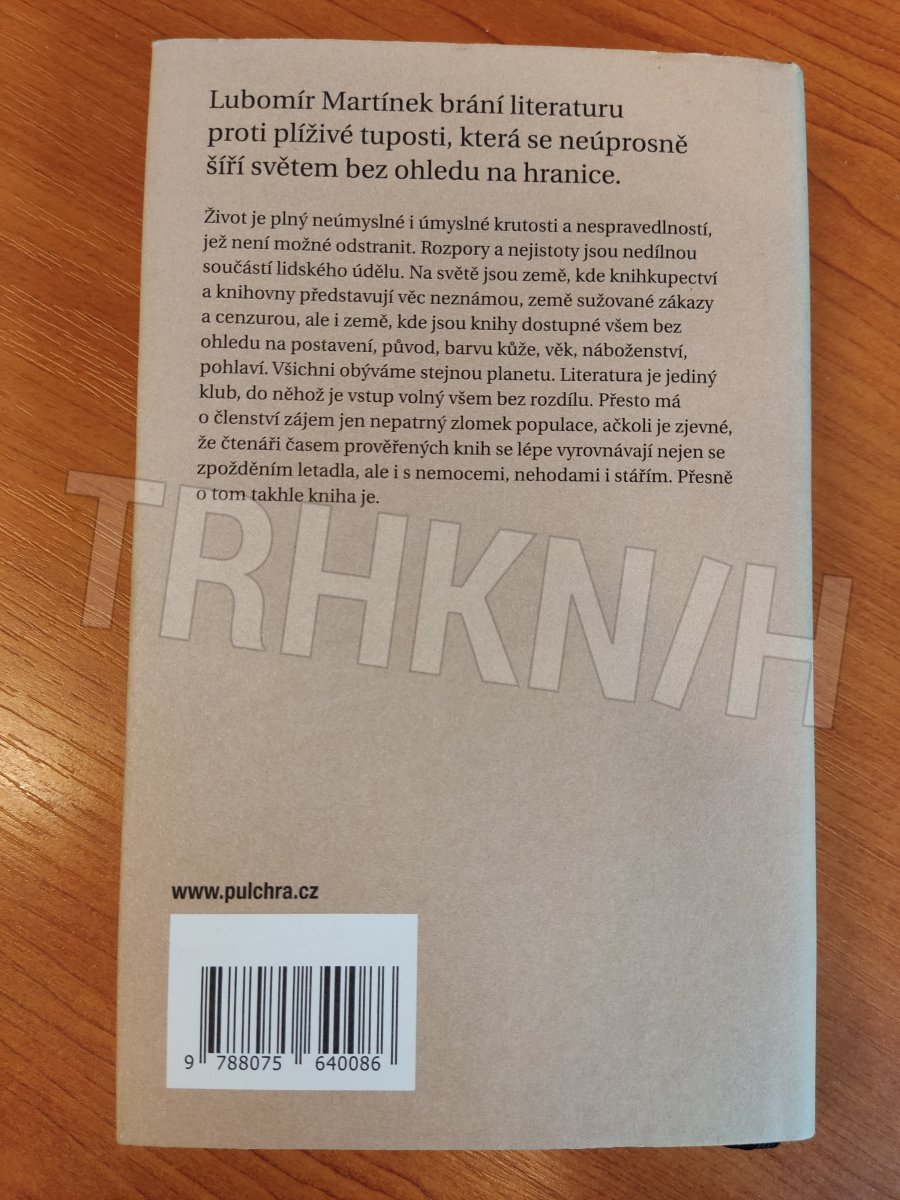 Lubomír Martínek brání literaturu
proti plíživé tuposti, která se neúprosně
šíří světem bez ohledu na hranice.
Život je plný neúmyslné i úmyslné krutosti a nespravedlností,
jež není možné odstranit. Rozpory a nejistoty jsou nedílnou
součástí lidského údělu. Na světě jsou země, kde knihkupectví
a knihovny představují věc neznámou, země sužované zákazy
a cenzurou, ale i země, kde jsou knihy dostupné všem bez
ohledu na postavení, původ, barvu kůže, věk, náboženství,
pohlaví. Všichni obýváme stejnou planetu. Literatura je jediný
klub, do něhož je vstup volný všem bez rozdílu. Přesto má
o členství zájem jen nepatrný zlomek populace, ačkoli je zjevné,
že čtenáři časem prověřených knih se lépe vyrovnávají nejen se
zpožděním letadla, ale i s nemocemi, nehodami i stářím. Přesně
o tom takhle kniha je.
TRHKN/H
www.pulchra.cz
9 788075 640086